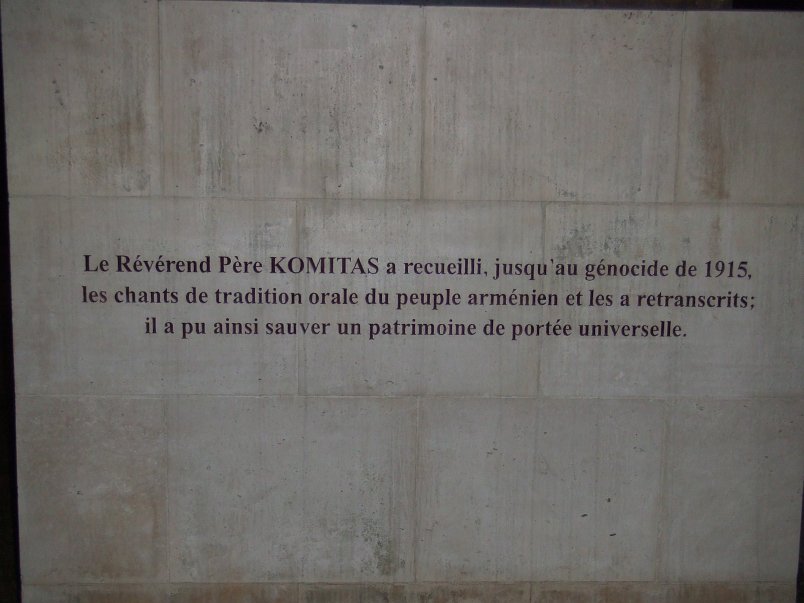 Le Révérend Père KOMITAS a recueilli, jusqu'au génocide de 1915,
les chants de tradition orale du peuple arménien et les a retranscrits;
il a pu ainsi sauver un patrimoine de portée universelle.